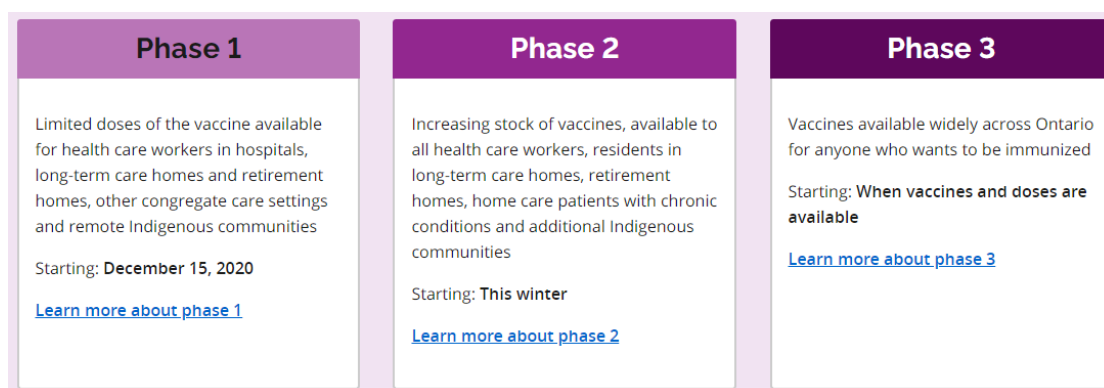 Phase 1
Limited doses of the vaccine available
for health care workers in hospitals,
long-term care homes and retirement
homes, other congregate care settings
and remote Indigenous communities
Starting: December 15, 2020
Learn more about phase 1
Phase 2
Increasing stock of vaccines, available to
all health care workers, residents in
long-term care homes, retirement
homes, home care patients with chronic
conditions and additional Indigenous
communities
Starting: This winter
Learn more about phase 2
Phase 3
Vaccines available widely across Ontario
for anyone who wants to be immunized
Starting: When vaccines and doses are
available
Learn more about phase 3